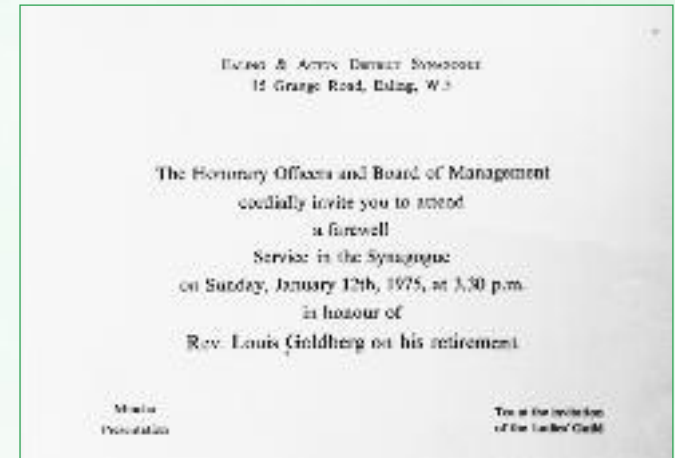 EALING & ACTON DISTRICT SYNAGOGUE
15 Grange Road, Ealing, W.5
The Honorary Officers and Board of Management
cordially invite you to attend
a farewell
Service in the Synagogue
on Sunday, January 12th, 1975, at 3.30 p.m.
in honour of
Rev. Louis Goldberg on his retirement
Mincha
Presentation
Tea at the invitation
of the Ladies' Guild